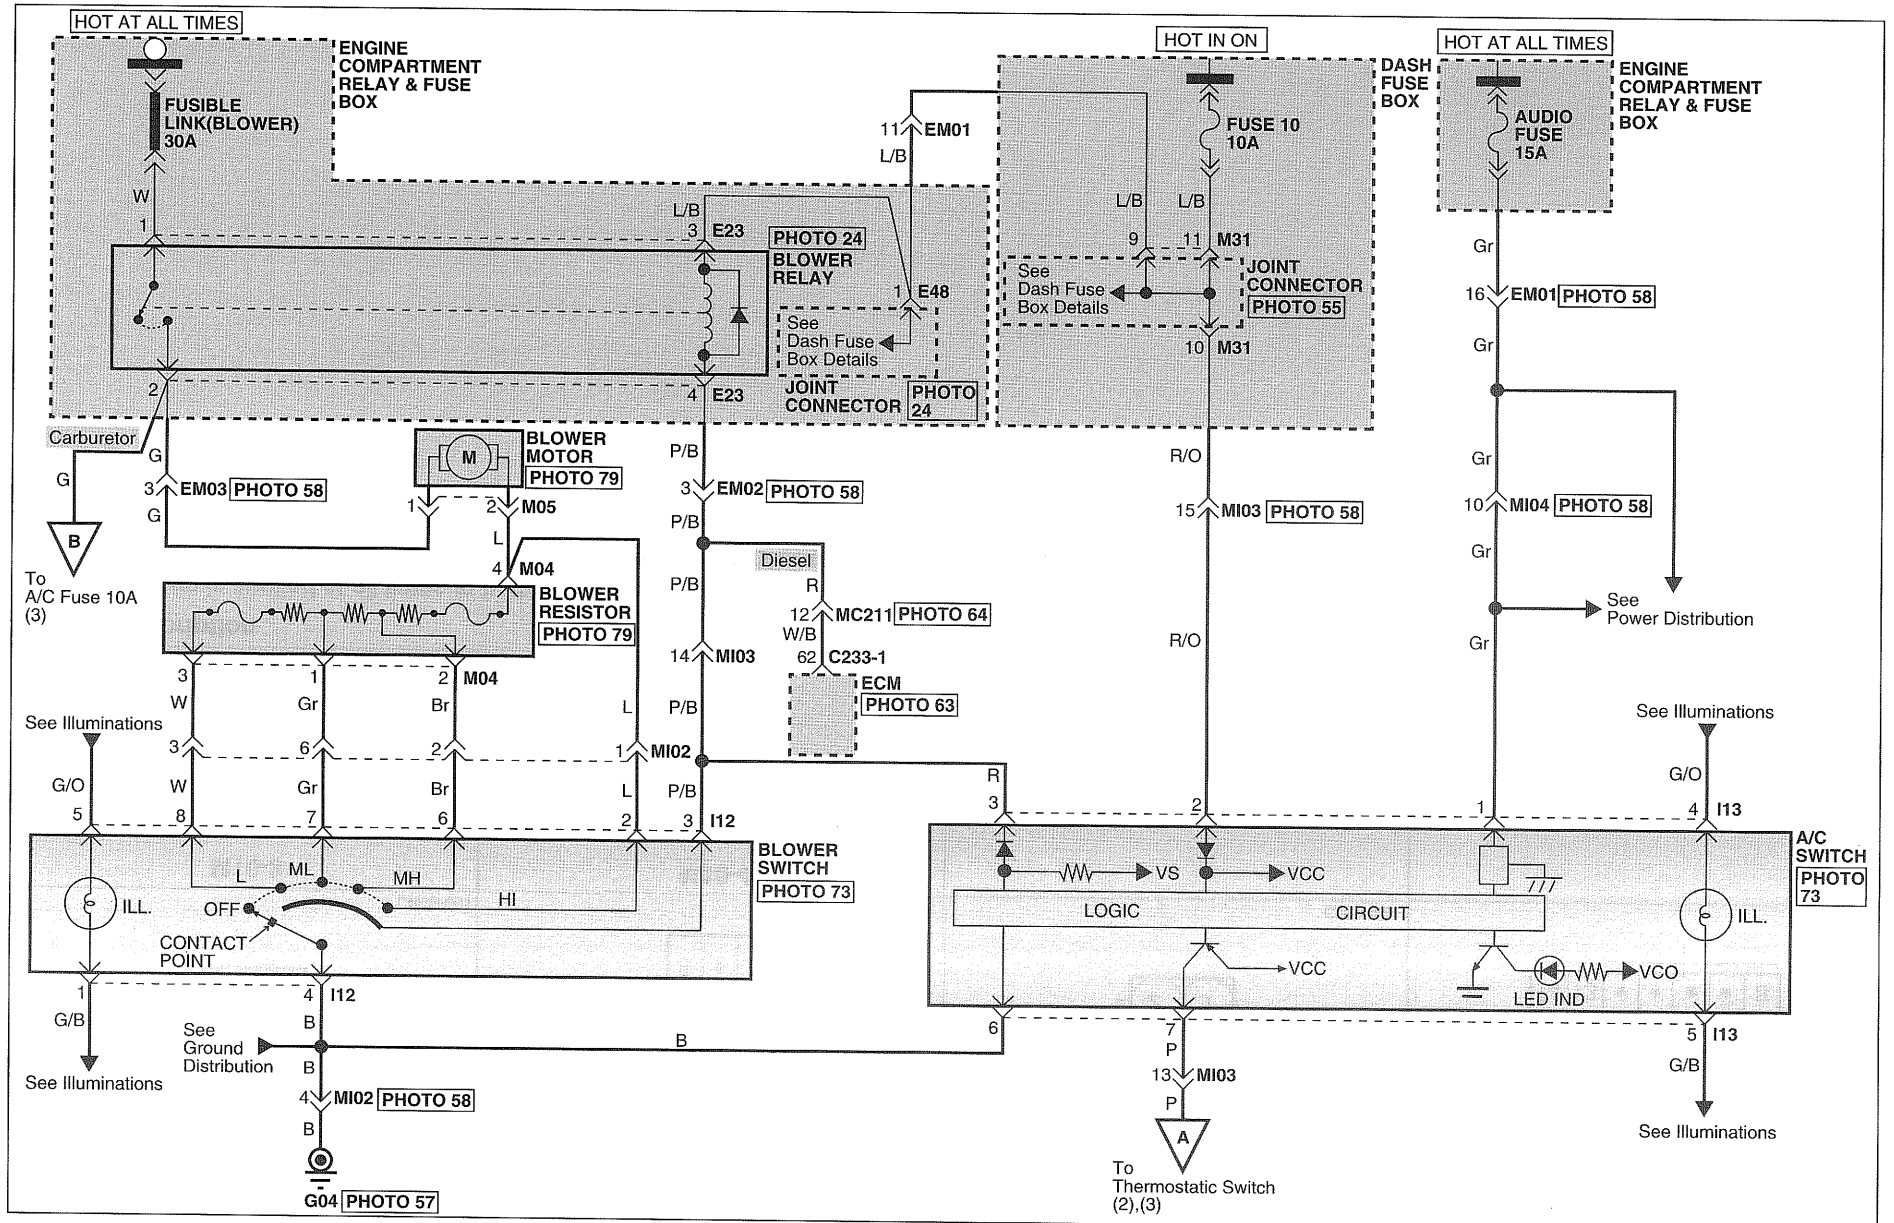 HOT AT ALL TIMES
ENGINE
COMPARTMENT
RELAY & FUSE
BOX
FUSIBLE
LINK(BLOWER)
30A
W
1
L/B
3
E23
PHOTO 24
BLOWER
RELAY
11
EM01
L/B
1
E48
See
Dash Fuse
Box Details
JOINT
CONNECTOR
PHOTO
24
2
4
E23
HOT IN ON
DASH
FUSE
BOX
FUSE 10
10A
L/B
L/B
9
11
M31
See
Dash Fuse
Box Details
JOINT
CONNECTOR
PHOTO 55
10
M31
HOT AT ALL TIMES
ENGINE
COMPARTMENT
RELAY & FUSE
BOX
AUDIO
FUSE
15A
Gr
16
EM01
PHOTO 58
Gr
Gr
10
MI04
PHOTO 58
Gr
See
Power Distribution
Gr
Carburetor
G
G
3
EM03
PHOTO 58
G
B
To
A/C Fuse 10A
(3)
BLOWER
MOTOR
PHOTO 79
M
1
2
M05
L
4
M04
BLOWER
RESISTOR
PHOTO 79
3
1
2
M04
W
Gr
Br
L
3
6
2
1
MI02
W
Gr
Br
L
P/B
3
EM02
PHOTO 58
P/B
Diesel
P/B
R
12
MC211
PHOTO 64
W/B
62
C233-1
ECM
PHOTO 63
14
MI03
P/B
P/B
R/O
15
MI03
PHOTO 58
R/O
See Illuminations
G/O
5
8
7
6
2
3
I12
BLOWER
SWITCH
PHOTO 73
ILL.
L
ML
MH
HI
OFF
CONTACT
POINT
1
4
I12
G/B
See Illuminations
B
See
Ground
Distribution
B
B
4
MI02
PHOTO 58
B
G04
PHOTO 57
R
3
2
1
See Illuminations
G/O
4
I13
A/C
SWITCH
PHOTO
73
VS
VCC
LOGIC
CIRCUIT
VCC
VCO
LED IND
ILL.
6
7
5
I13
P
13
MI03
P
A
To
Thermostatic Switch
(2),(3)
G/B
See Illuminations